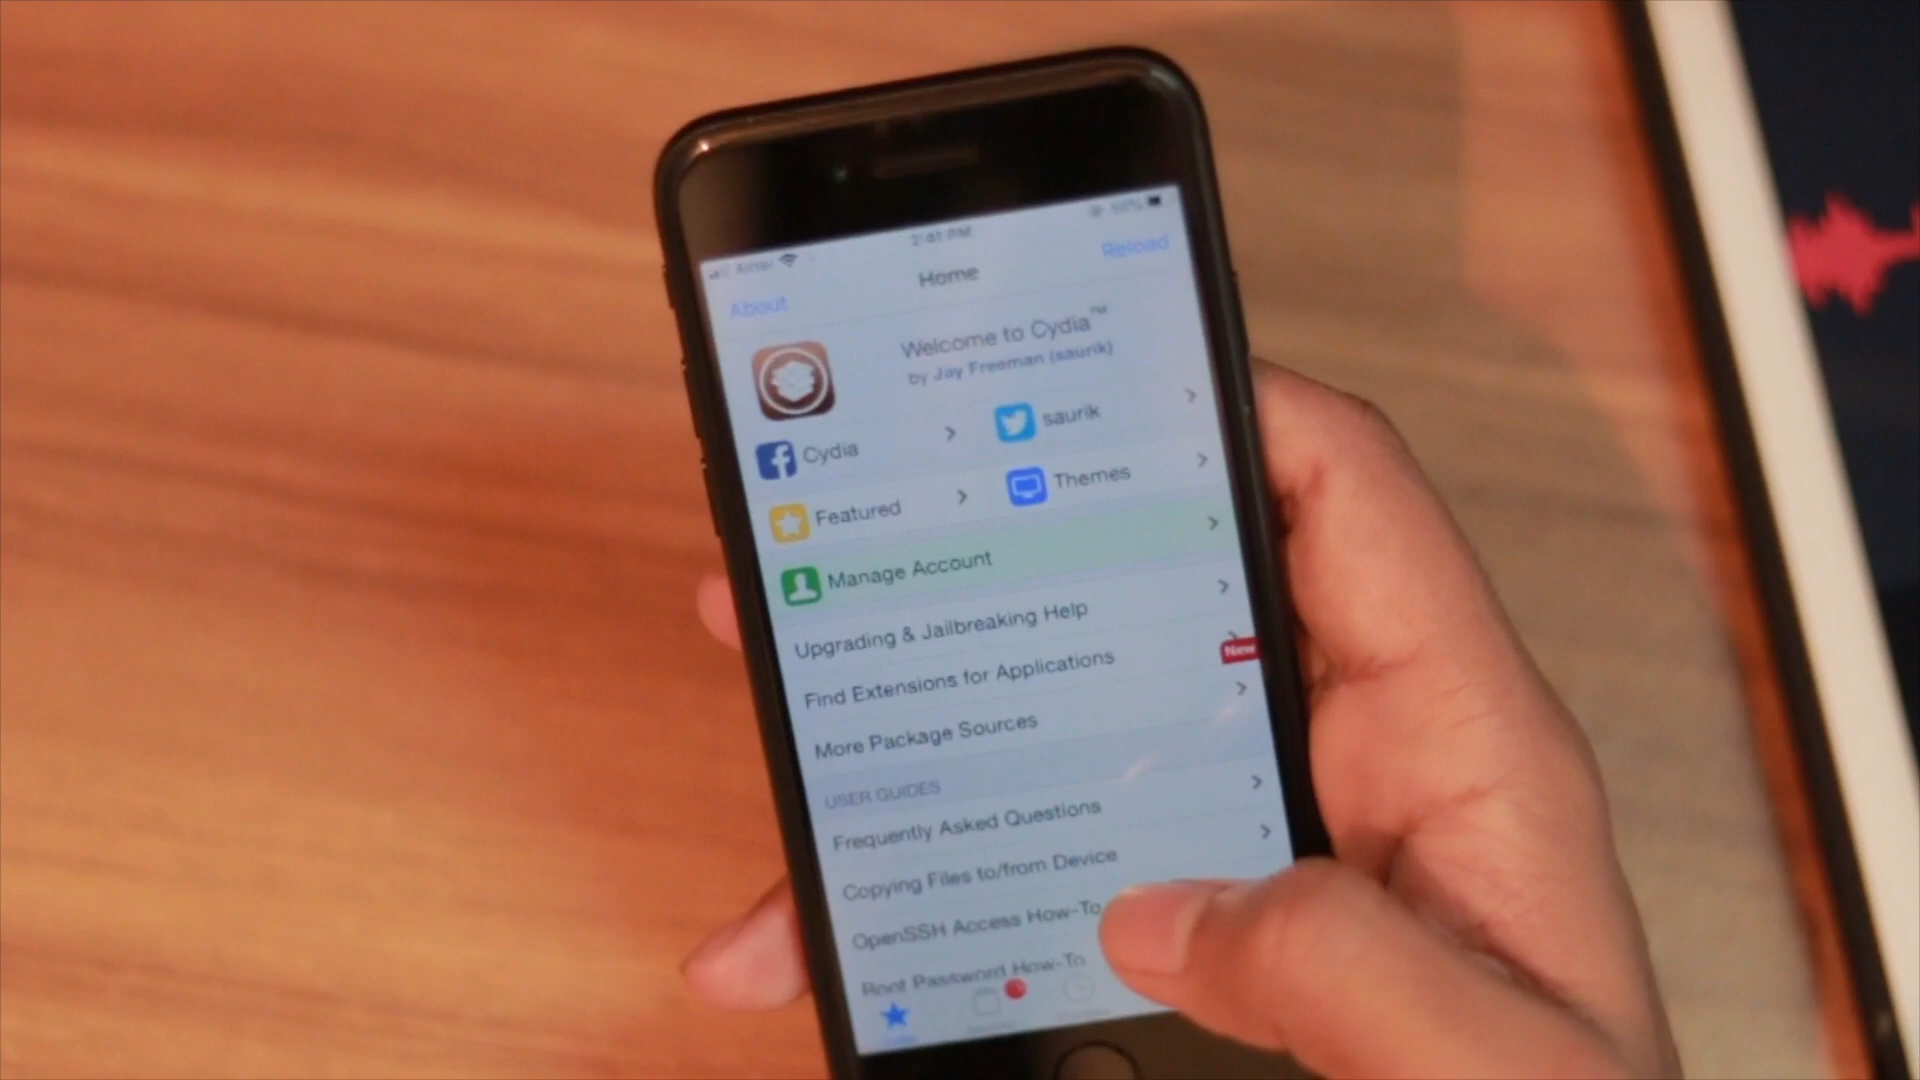 Airtel
2:41 PM
About
Home
Reload
Welcome to Cydia™
by Jay Freeman (saurik)
Cydia
saurik
Featured
Themes
Manage Account
Upgrading & Jailbreaking Help
Find Extensions for Applications
New
More Package Sources
USER GUIDES
Frequently Asked Questions
Copying Files to/from Device
OpenSSH Access How-To
Root Password How-To